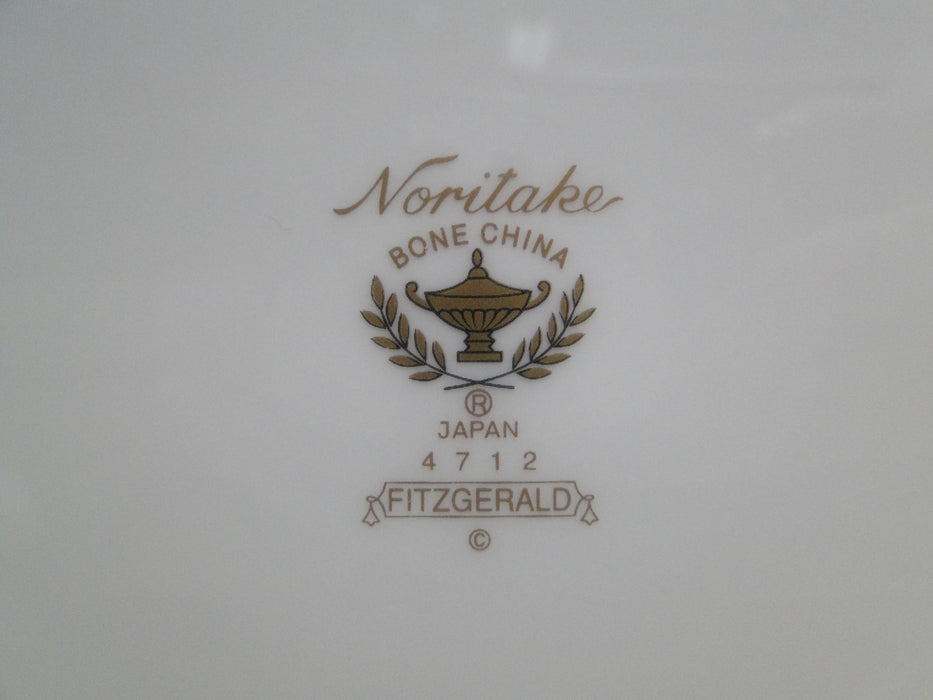 Noritake
BONE CHINA
®
JAPAN
4712
FITZGERALD
©